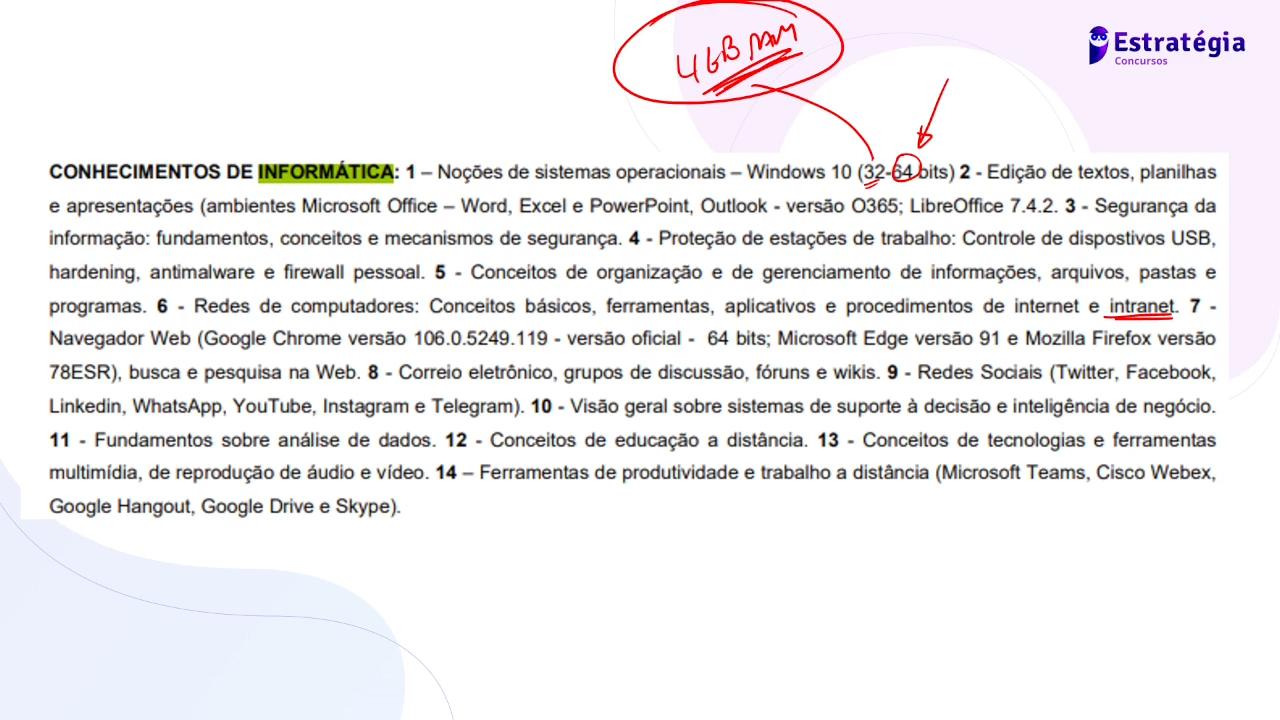 4 GB RAM
Estratégia
Concursos
CONHECIMENTOS DE INFORMÁTICA: 1 – Noções de sistemas operacionais – Windows 10 (32-64 bits) 2 - Edição de textos, planilhas
e apresentações (ambientes Microsoft Office – Word, Excel e PowerPoint, Outlook - versão O365; LibreOffice 7.4.2. 3 - Segurança da
informação: fundamentos, conceitos e mecanismos de segurança. 4 - Proteção de estações de trabalho: Controle de dispostivos USB,
hardening, antimalware e firewall pessoal. 5 - Conceitos de organização e de gerenciamento de informações, arquivos, pastas e
programas. 6 - Redes de computadores: Conceitos básicos, ferramentas, aplicativos e procedimentos de internet e intranet. 7 -
Navegador Web (Google Chrome versão 106.0.5249.119 - versão oficial - 64 bits; Microsoft Edge versão 91 e Mozilla Firefox versão
78ESR), busca e pesquisa na Web. 8 - Correio eletrônico, grupos de discussão, fóruns e wikis. 9 - Redes Sociais (Twitter, Facebook,
Linkedin, WhatsApp, YouTube, Instagram e Telegram). 10 - Visão geral sobre sistemas de suporte à decisão e inteligência de negócio.
11 - Fundamentos sobre análise de dados. 12 - Conceitos de educação a distância. 13 - Conceitos de tecnologias e ferramentas
multimídia, de reprodução de áudio e vídeo. 14 – Ferramentas de produtividade e trabalho a distância (Microsoft Teams, Cisco Webex,
Google Hangout, Google Drive e Skype).